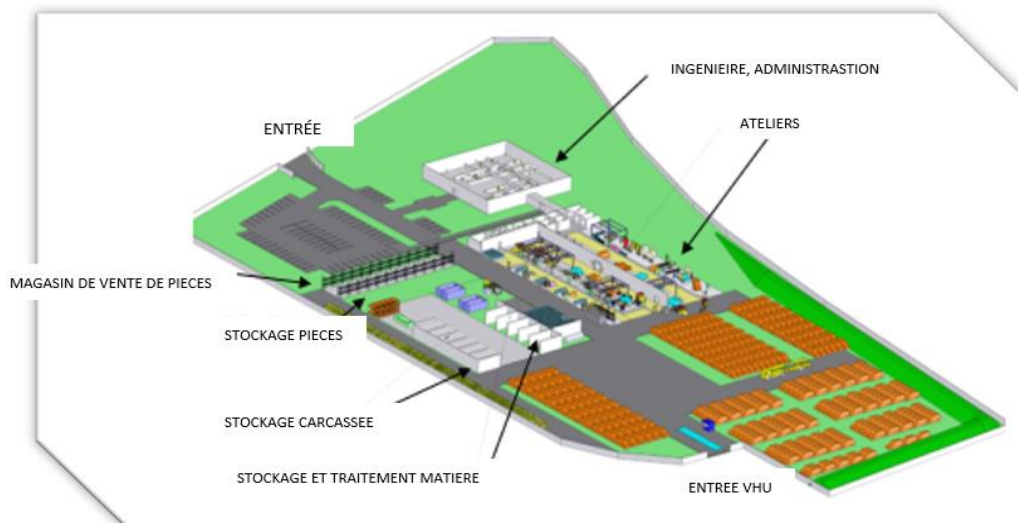 INGENIEIRE, ADMINISTRASTION
ATELIERS
ENTRÉE
MAGASIN DE VENTE DE PIECES
STOCKAGE PIECES
STOCKAGE CARCASSEE
STOCKAGE ET TRAITEMENT MATIERE
ENTREE VHU